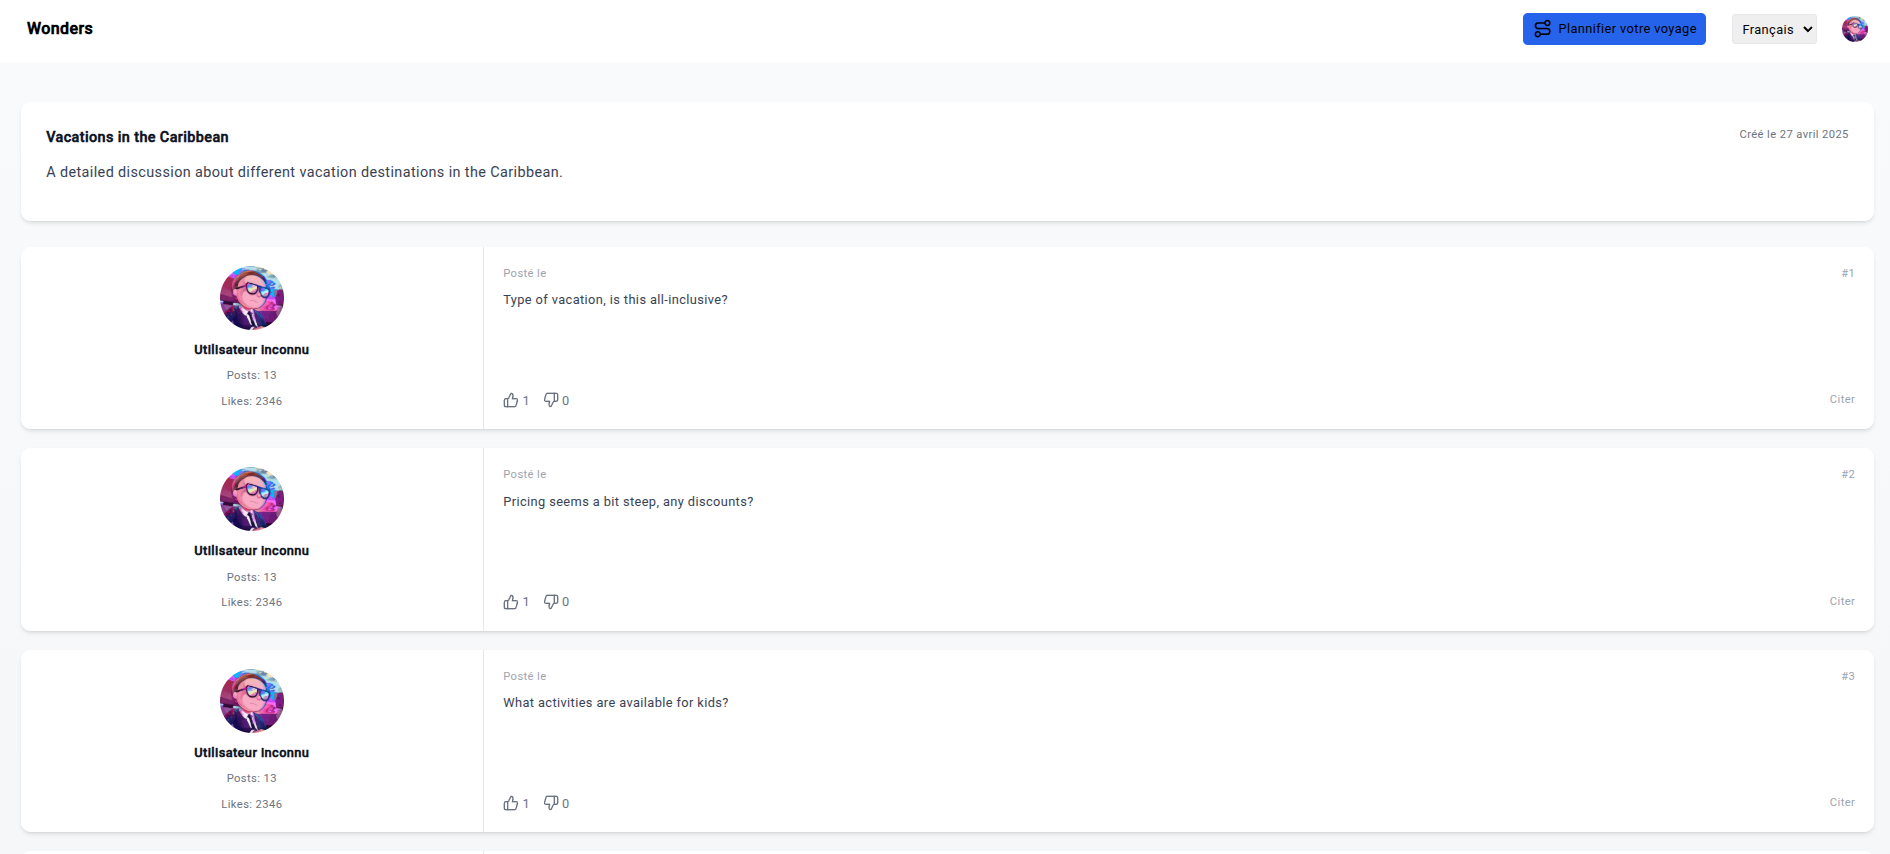 Wonders
Plannifier votre voyage
Français
Vacations in the Caribbean
Créé le 27 avril 2025
A detailed discussion about different vacation destinations in the Caribbean.
Utilisateur inconnu
Posts: 13
Likes: 2346
Posté le
#1
Type of vacation, is this all-inclusive?
1
0
Citer
Utilisateur inconnu
Posts: 13
Likes: 2346
Posté le
#2
Pricing seems a bit steep, any discounts?
1
0
Citer
Utilisateur inconnu
Posts: 13
Likes: 2346
Posté le
#3
What activities are available for kids?
1
0
Citer